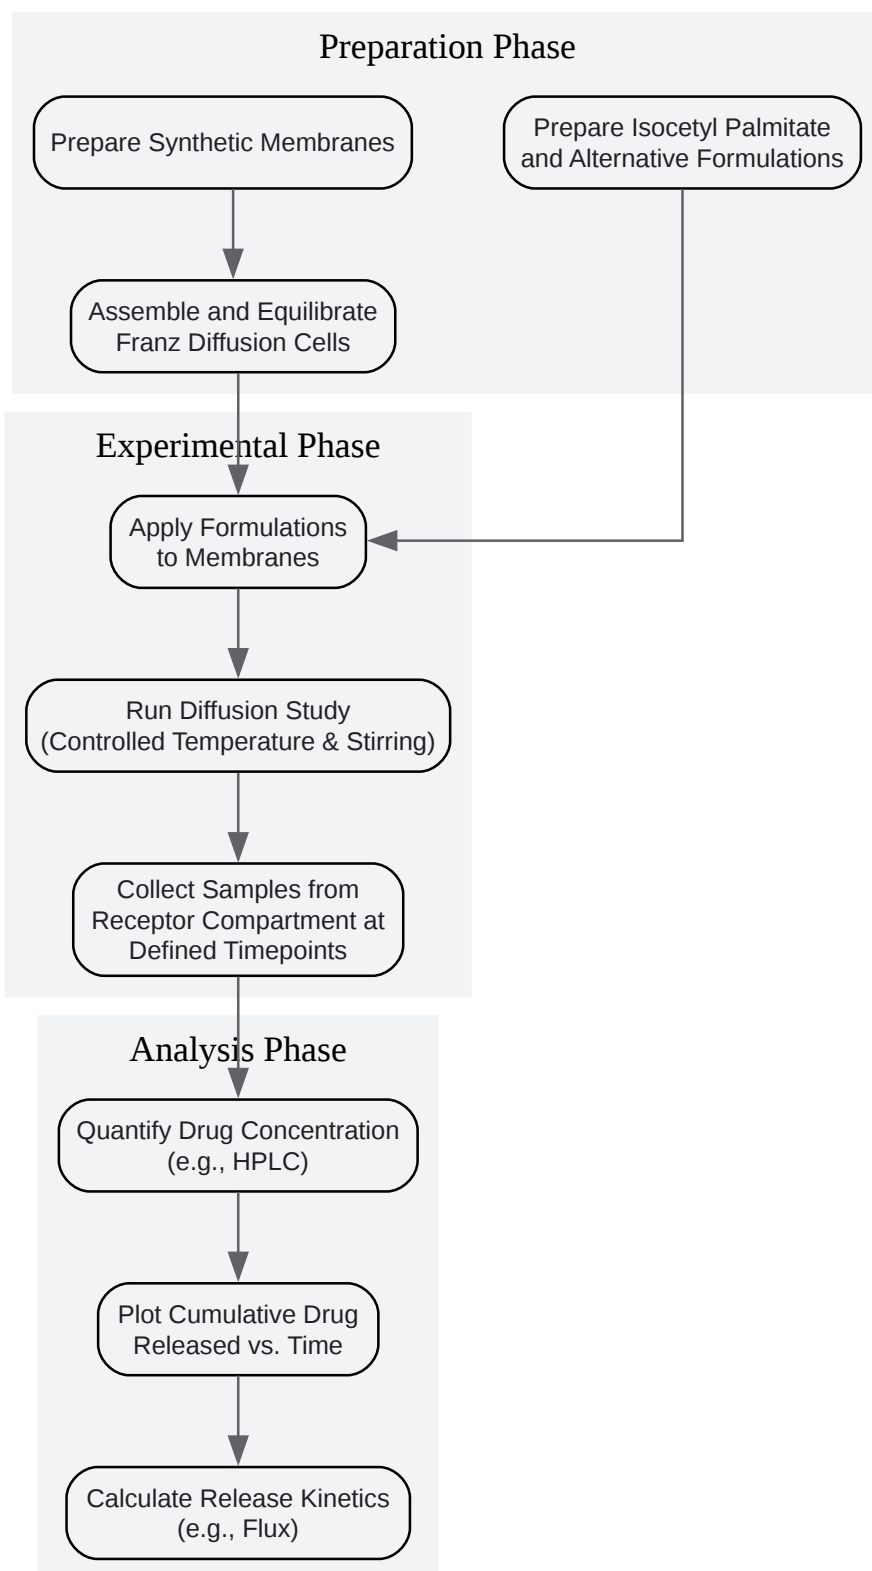 Preparation Phase
Prepare Synthetic Membranes
Prepare Isocetyl Palmitate
and Alternative Formulations
Assemble and Equilibrate
Franz Diffusion Cells
Experimental Phase
Apply Formulations
to Membranes
Run Diffusion Study
(Controlled Temperature & Stirring)
Collect Samples from
Receptor Compartment at
Defined Timepoints
Analysis Phase
Quantify Drug Concentration
(e.g., HPLC)
Plot Cumulative Drug
Released vs. Time
Calculate Release Kinetics
(e.g., Flux)